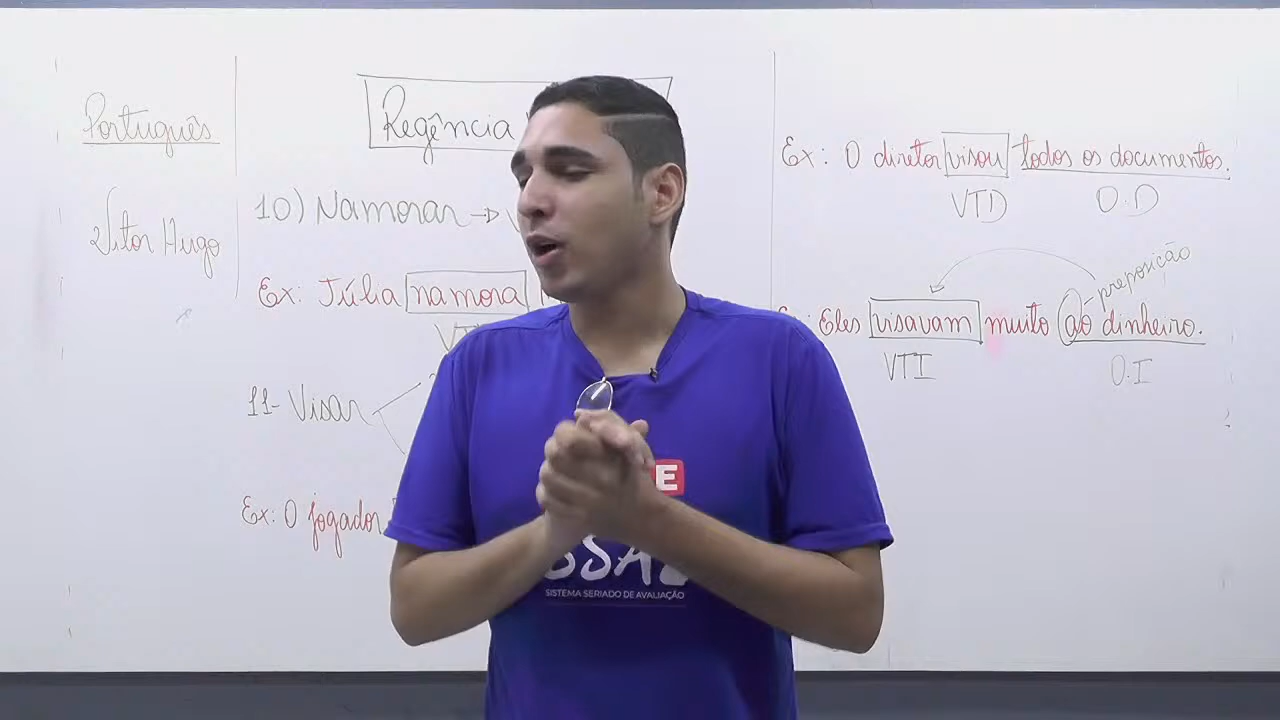 Português
Vitor Hugo
Regência
10) Namorar →
Ex: Júlia namora
11- Visar
Ex: O jogador
Ex: O diretor visou todos os documentos.
VTD O.D
preposição
Eles visavam muito ao dinheiro.
VTI O.I
E
SSA
SISTEMA SERIADO DE AVALIAÇÃO